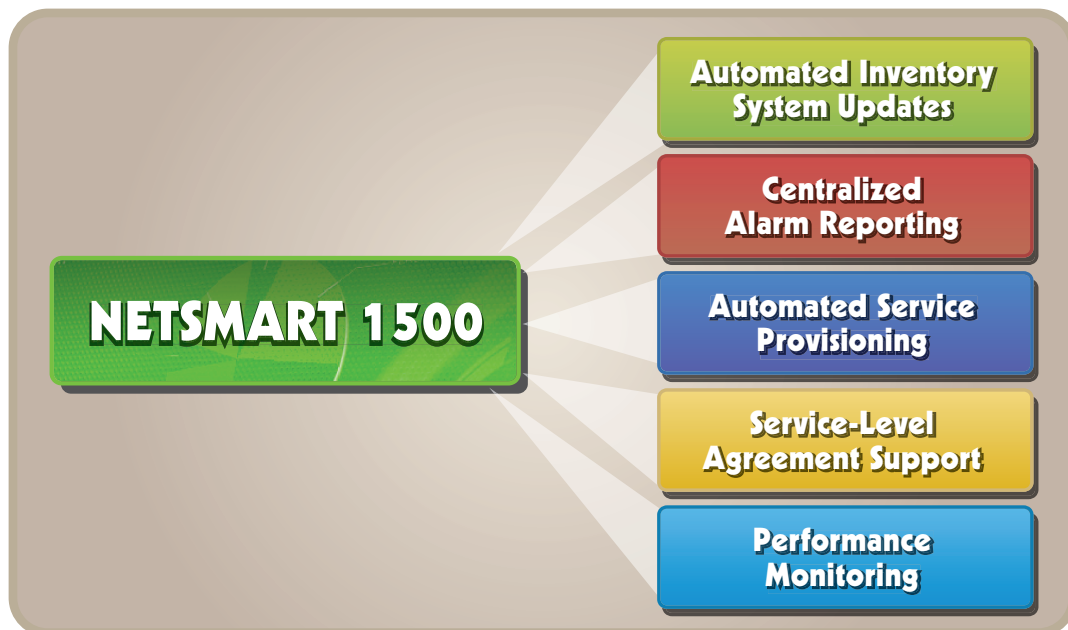 Automated Inventory
System Updates
Centralized
Alarm Reporting
NETSMART 1500
Automated Service
Provisioning
Service-Level
Agreement Support
Performance
Monitoring